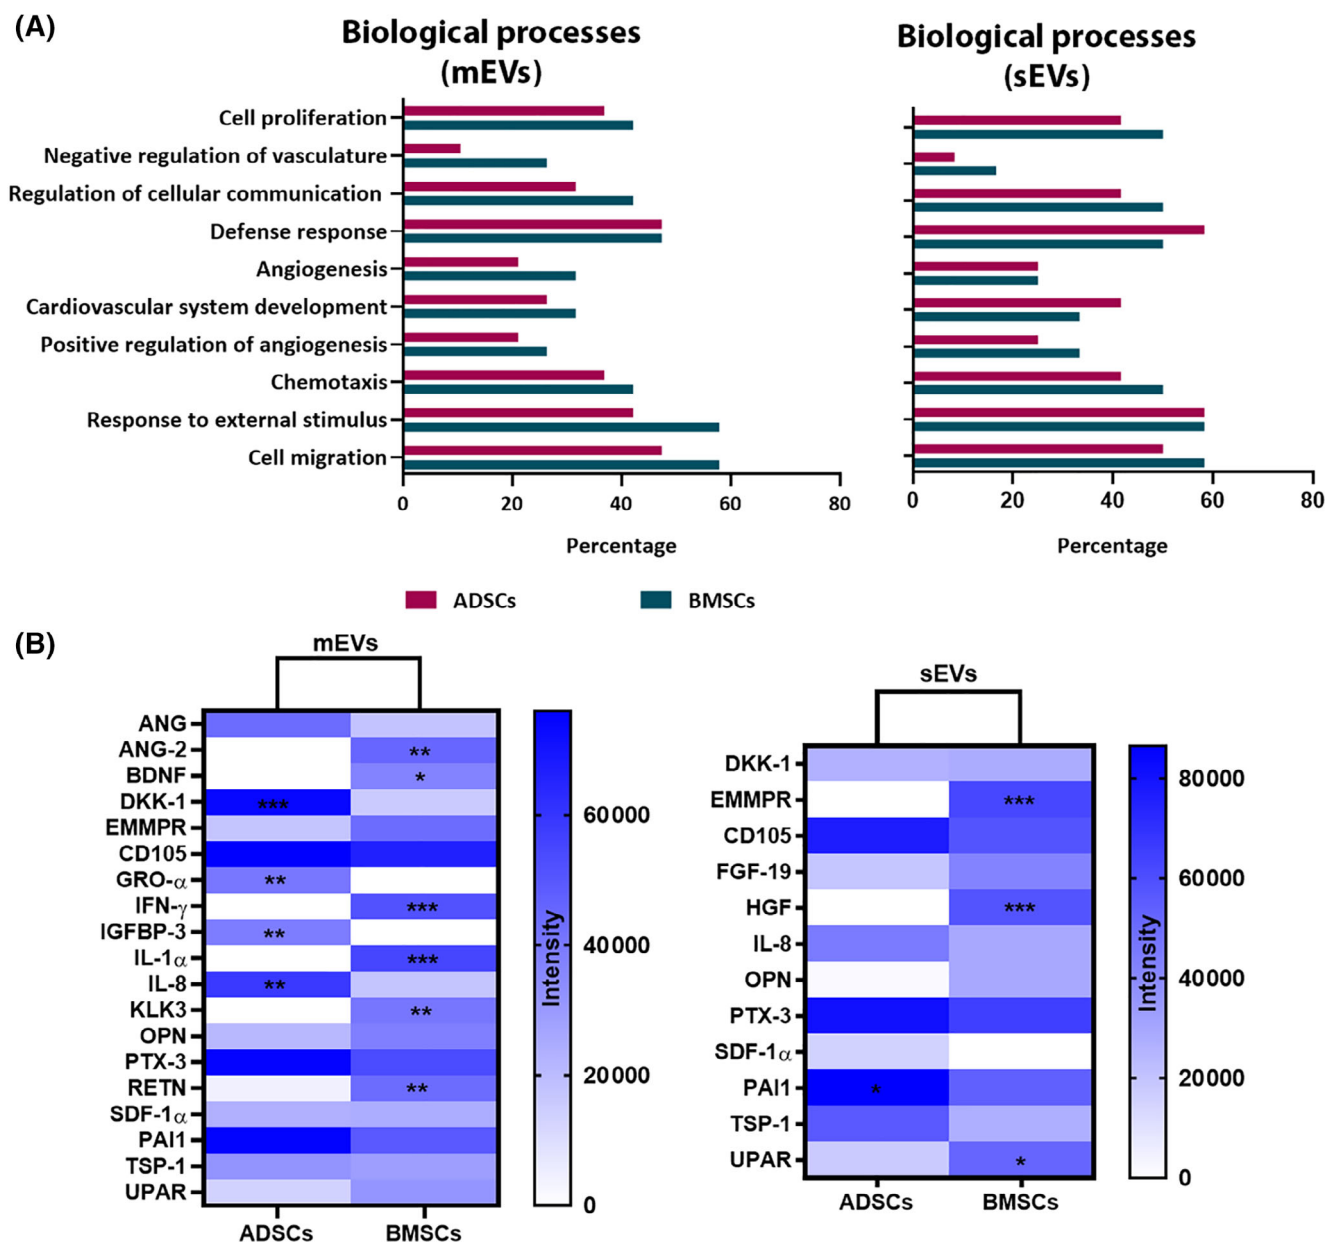 (A)
Biological processes
(mEVs)
Cell proliferation
Negative regulation of vasculature
Regulation of cellular communication
Defense response
Angiogenesis
Cardiovascular system development
Positive regulation of angiogenesis
Chemotaxis
Response to external stimulus
Cell migration
0 20 40 60 80
Percentage
Biological processes
(sEVs)
0 20 40 60 80
Percentage
ADSCs BMSCs
(B)
mEVs
ANG
ANG-2 **
BDNF *
DKK-1 ***
EMMPR
CD105
GRO-α **
IFN-γ ***
IGFBP-3 **
IL-1α ***
IL-8 **
KLK3 **
OPN
PTX-3
RETN **
SDF-1α
PAI1
TSP-1
UPAR
ADSCs BMSCs
60000
40000
20000
0
Intensity
sEVs
DKK-1
EMMPR ***
CD105
FGF-19
HGF ***
IL-8
OPN
PTX-3
SDF-1α
PAI1 *
TSP-1
UPAR *
ADSCs BMSCs
80000
60000
40000
20000
0
Intensity